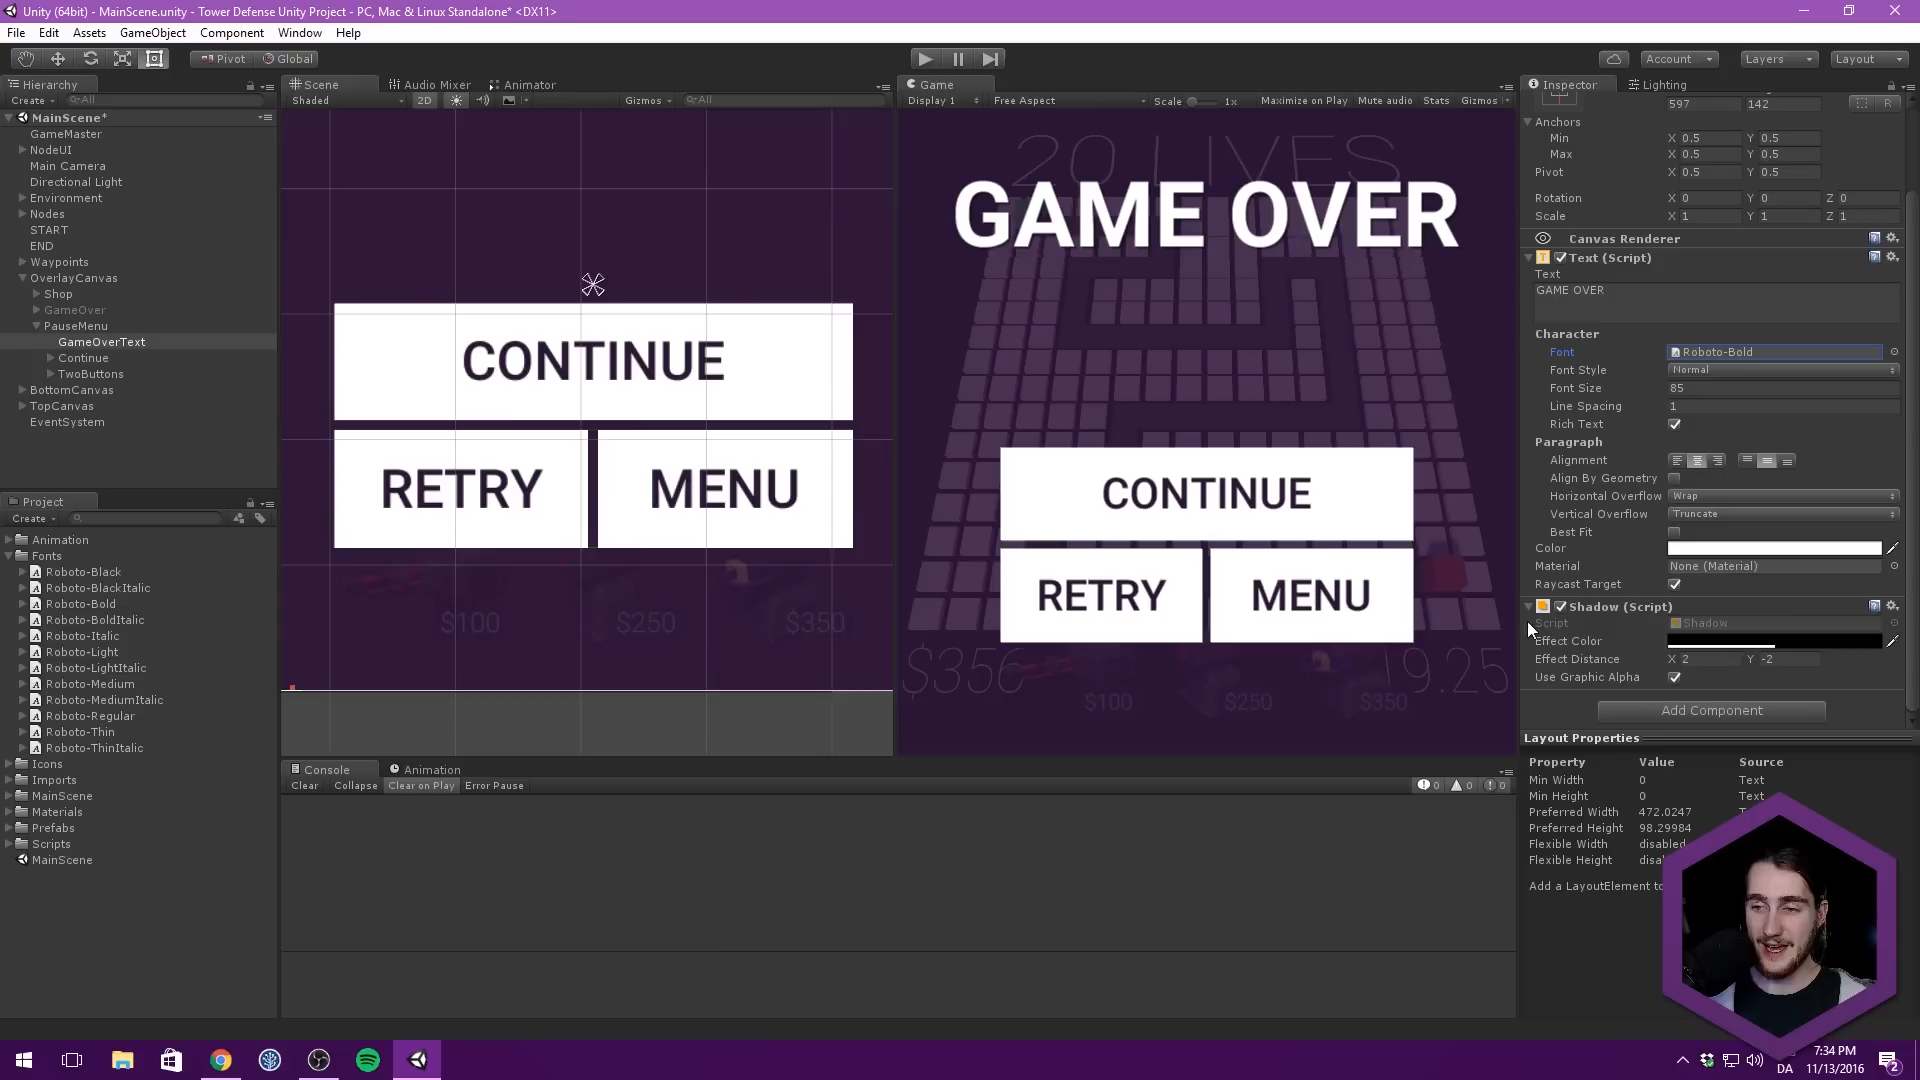 Unity (64bit) - MainScene.unity - Tower Defense Unity Project - PC, Mac & Linux Standalone* <DX11>
File Edit Assets GameObject Component Window Help
Pivot Global
Account Layers Layout
Hierarchy
Create All
MainScene*
GameMaster
NodeUI
Main Camera
Directional Light
Environment
Nodes
START
END
Waypoints
OverlayCanvas
Shop
GameOver
PauseMenu
GameOverText
Continue
TwoButtons
BottomCanvas
TopCanvas
EventSystem
Project
Create
Animation
Fonts
Roboto-Black
Roboto-BlackItalic
Roboto-Bold
Roboto-BoldItalic
Roboto-Italic
Roboto-Light
Roboto-LightItalic
Roboto-Medium
Roboto-MediumItalic
Roboto-Regular
Roboto-Thin
Roboto-ThinItalic
Icons
Imports
MainScene
Materials
Prefabs
Scripts
MainScene
Scene Audio Mixer Animator
Shaded 2D Gizmos All
CONTINUE
RETRY MENU
$100 $250 $350
Game
Display 1 Free Aspect Scale 1x Maximize on Play Mute audio Stats Gizmos
20 LIVES
GAME OVER
CONTINUE
RETRY MENU
$356 19.25
$100 $250 $350
Console Animation
Clear Collapse Clear on Play Error Pause 0 0 0
Inspector Lighting
597 142 R
Anchors
Min X 0.5 Y 0.5
Max X 0.5 Y 0.5
Pivot X 0.5 Y 0.5
Rotation X 0 Y 0 Z 0
Scale X 1 Y 1 Z 1
Canvas Renderer
Text (Script)
Text
GAME OVER
Character
Font Roboto-Bold
Font Style Normal
Font Size 85
Line Spacing 1
Rich Text
Paragraph
Alignment
Align By Geometry
Horizontal Overflow Wrap
Vertical Overflow Truncate
Best Fit
Color
Material None (Material)
Raycast Target
Shadow (Script)
Script Shadow
Effect Color
Effect Distance X 2 Y -2
Use Graphic Alpha
Add Component
Layout Properties
Property Value Source
Min Width 0 Text
Min Height 0 Text
Preferred Width 472.0247
Preferred Height 98.29984
Flexible Width disabled
Flexible Height
Add a LayoutElement to
7:34 PM
DA 11/13/2016 2